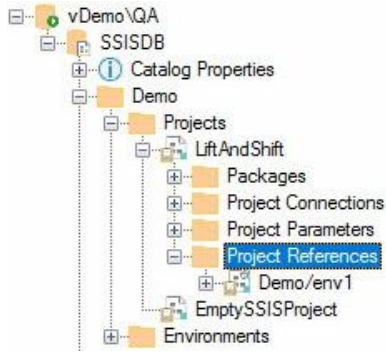 vDemo\QA
SSISDB
Catalog Properties
Demo
Projects
LiftAndShift
Packages
Project Connections
Project Parameters
Project References
Demo/env1
EmptySSISProject
Environments